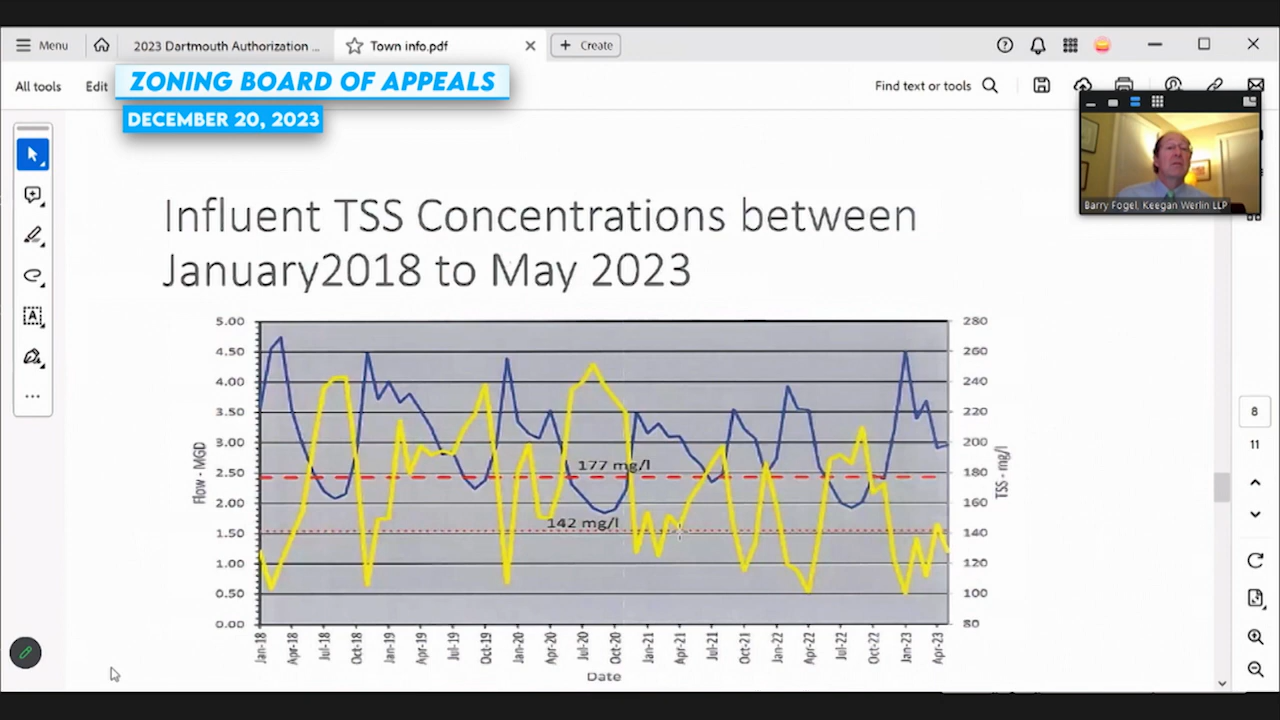 Menu
2023 Dartmouth Authorization ...
Town info.pdf
Create
All tools
Edit
ZONING BOARD OF APPEALS
Find text or tools
DECEMBER 20, 2023
Barry Fogel, Keegan Werlin LLP
Influent TSS Concentrations between
January2018 to May 2023
5.00
4.50
4.00
3.50
3.00
2.50
2.00
1.50
1.00
0.50
0.00
Flow - MGD
177 mg/l
142 mg/l
280
260
240
220
200
180
160
140
120
100
80
TSS - mg/l
Jan-18
Apr-18
Jul-18
Oct-18
Jan-19
Apr-19
Jul-19
Oct-19
Jan-20
Apr-20
Jul-20
Oct-20
Jan-21
Apr-21
Jul-21
Oct-21
Jan-22
Apr-22
Jul-22
Oct-22
Jan-23
Apr-23
Date
8
11